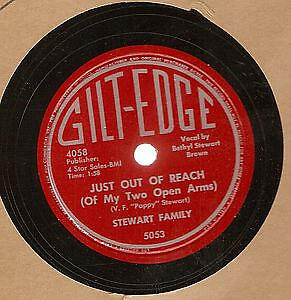 GILT-EDGE
4058
Publisher:
4 Star Sales-BMI
Time: 1:58
Vocal by
Bethyl Stewart
Brown
JUST OUT OF REACH
(Of My Two Open Arms)
(V. F. "Pappy" Stewart)
STEWART FAMILY
5053